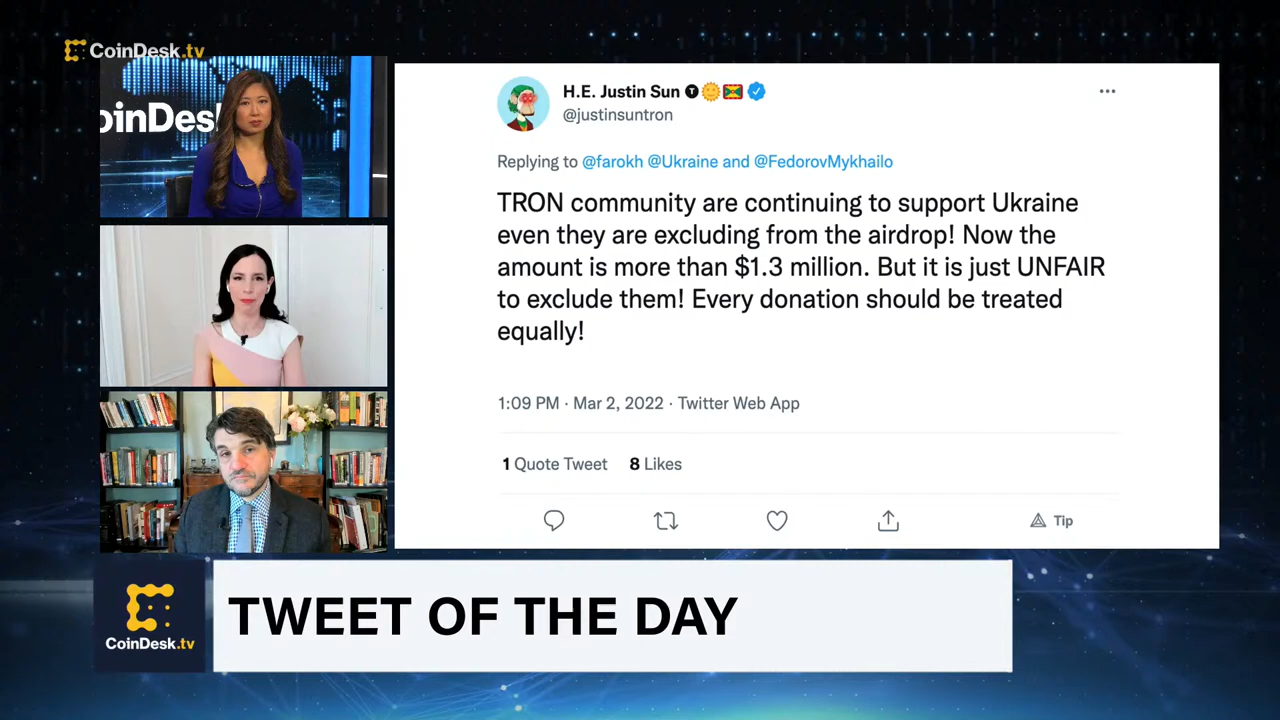 CoinDesk.tv
oinDes
H.E. Justin Sun
@justinsuntron
Replying to @farokh @Ukraine and @FedorovMykhailo
TRON community are continuing to support Ukraine
even they are excluding from the airdrop! Now the
amount is more than $1.3 million. But it is just UNFAIR
to exclude them! Every donation should be treated
equally!
1:09 PM · Mar 2, 2022 · Twitter Web App
1 Quote Tweet 8 Likes
Tip
CoinDesk.tv
TWEET OF THE DAY